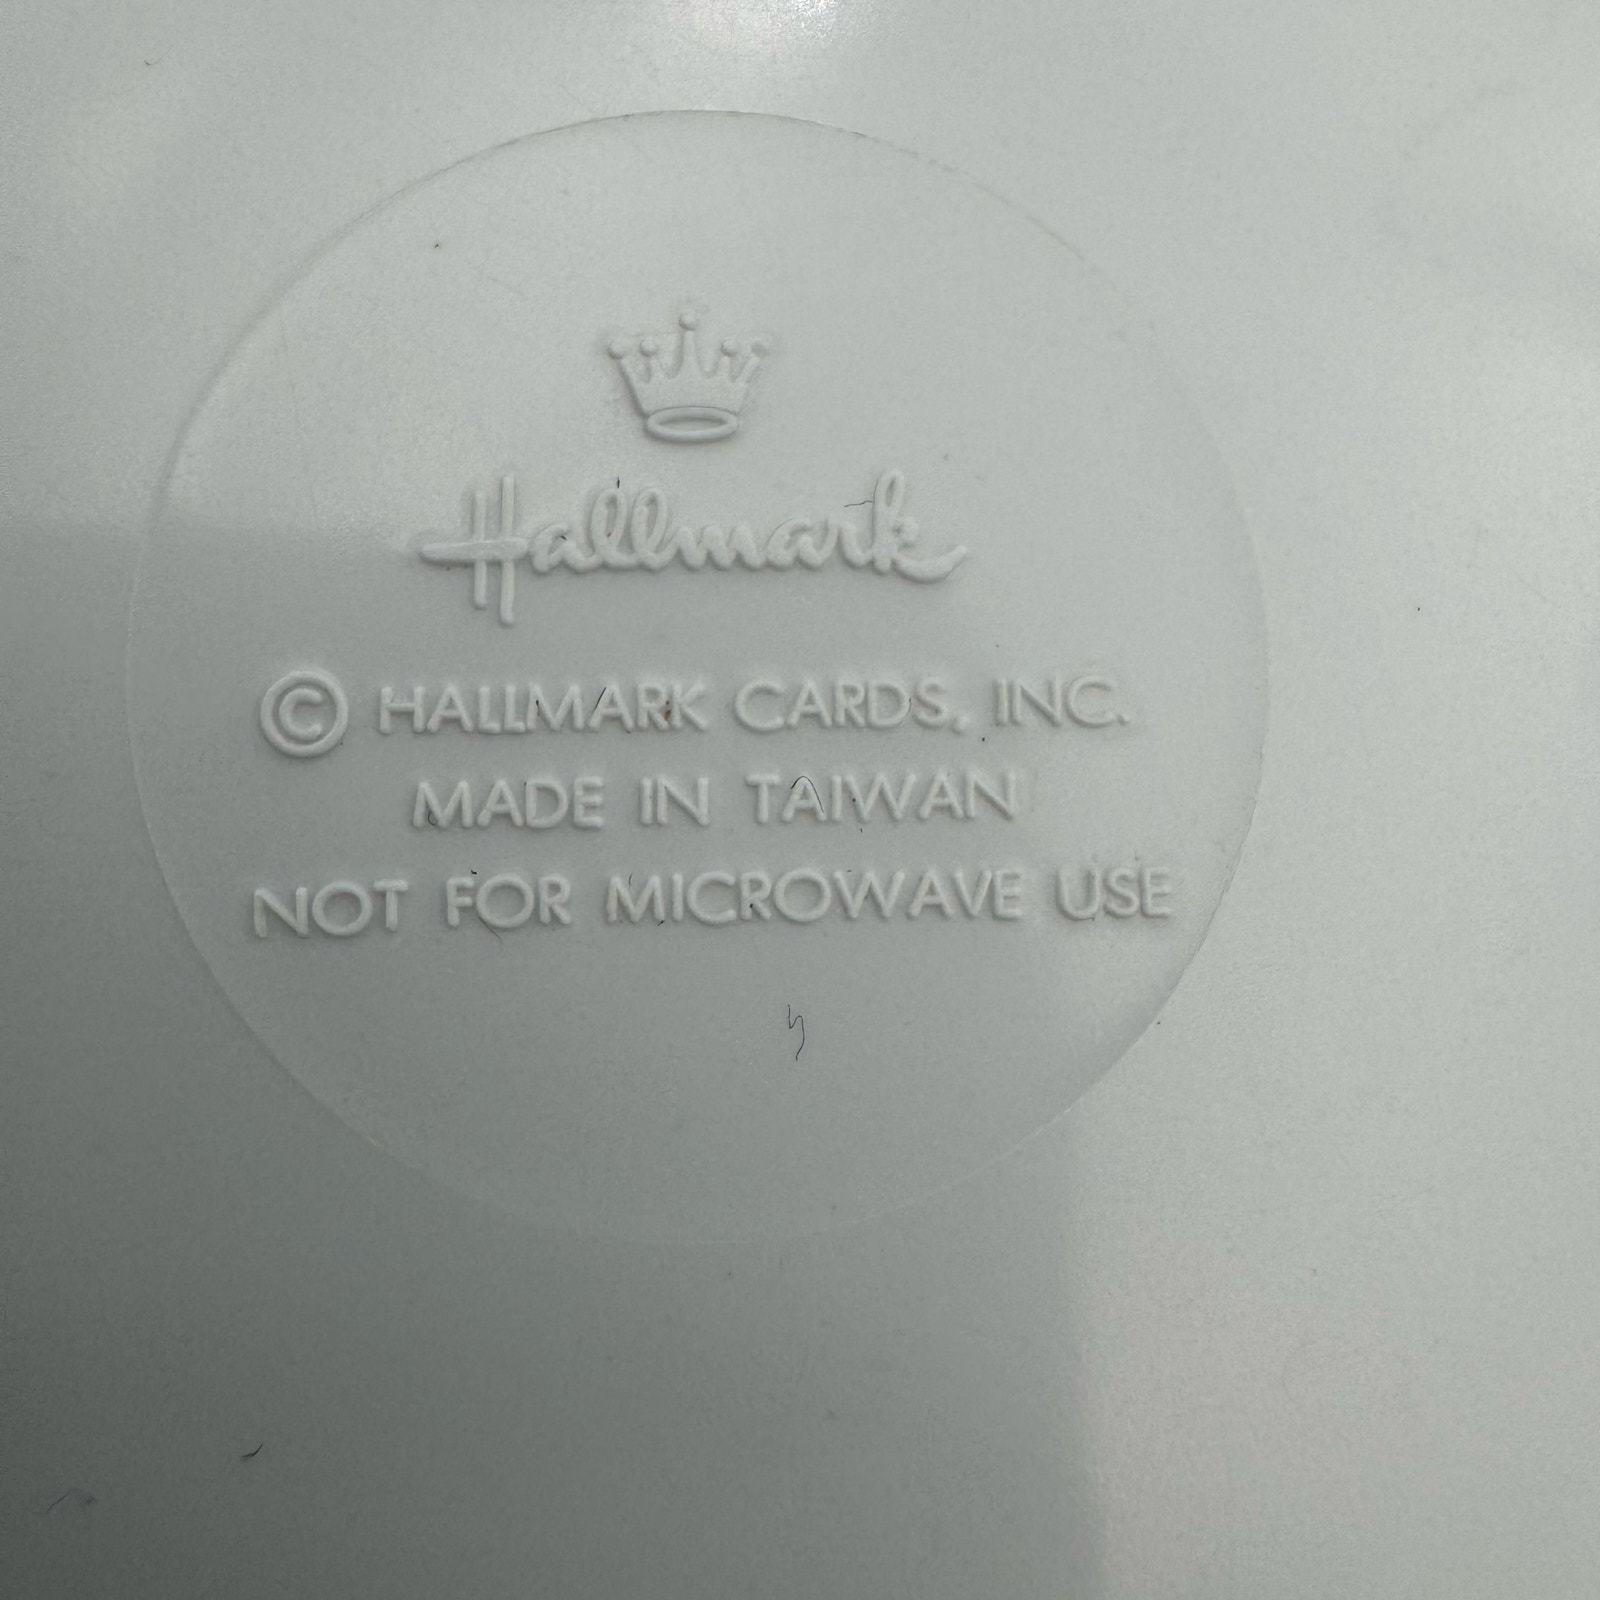 Hallmark
© HALLMARK CARDS, INC.
MADE IN TAIWAN
NOT FOR MICROWAVE USE